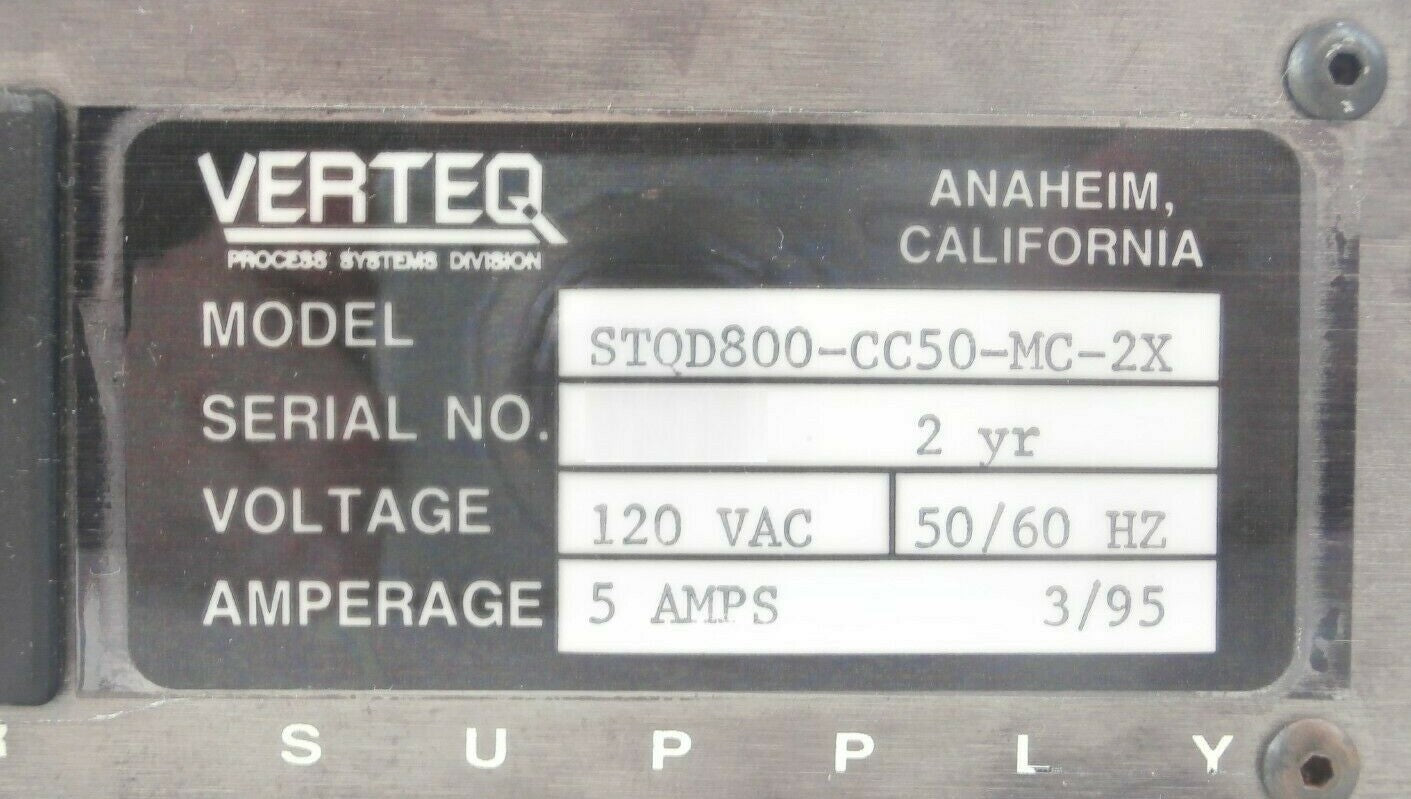 VERTEQ
PROCESS SYSTEMS DIVISION
ANAHEIM,
CALIFORNIA
MODEL STQD800-CC50-MC-2X
SERIAL NO. 2 yr
VOLTAGE 120 VAC 50/60 HZ
AMPERAGE 5 AMPS 3/95
SUPPLY